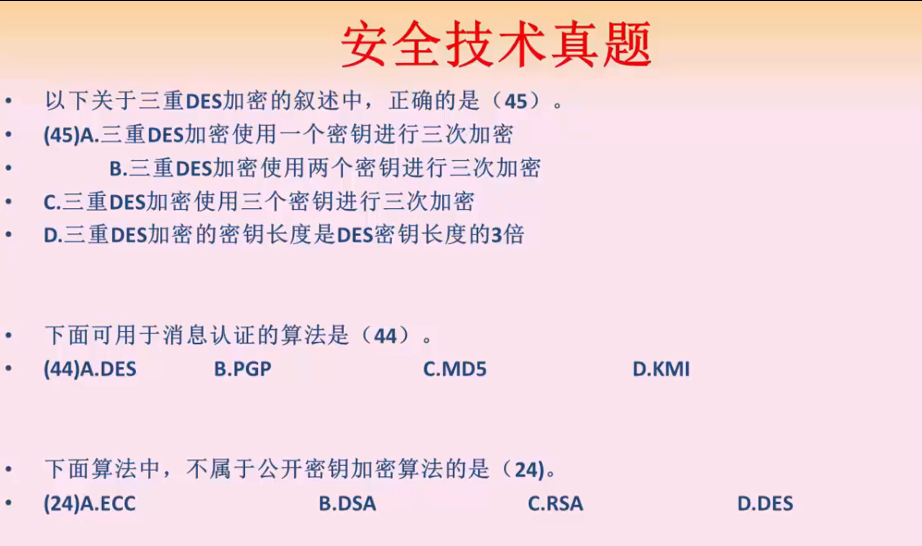 安全技术真题
• 以下关于三重DES加密的叙述中，正确的是（45）。
• (45)A.三重DES加密使用一个密钥进行三次加密
• B.三重DES加密使用两个密钥进行三次加密
• C.三重DES加密使用三个密钥进行三次加密
• D.三重DES加密的密钥长度是DES密钥长度的3倍
• 下面可用于消息认证的算法是（44）。
• (44)A.DES B.PGP C.MD5 D.KMI
• 下面算法中，不属于公开密钥加密算法的是（24)。
• (24)A.ECC B.DSA C.RSA D.DES